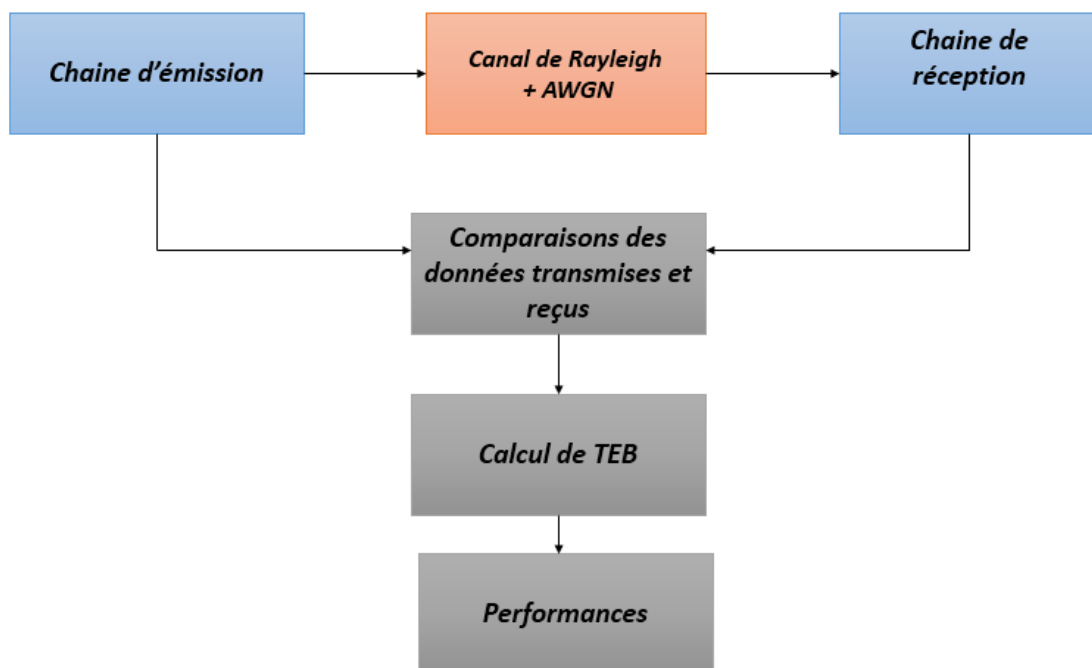 Chaine d'émission
Canal de Rayleigh
+ AWGN
Chaine de
réception
Comparaisons des
données transmises et
reçus
Calcul de TEB
Performances